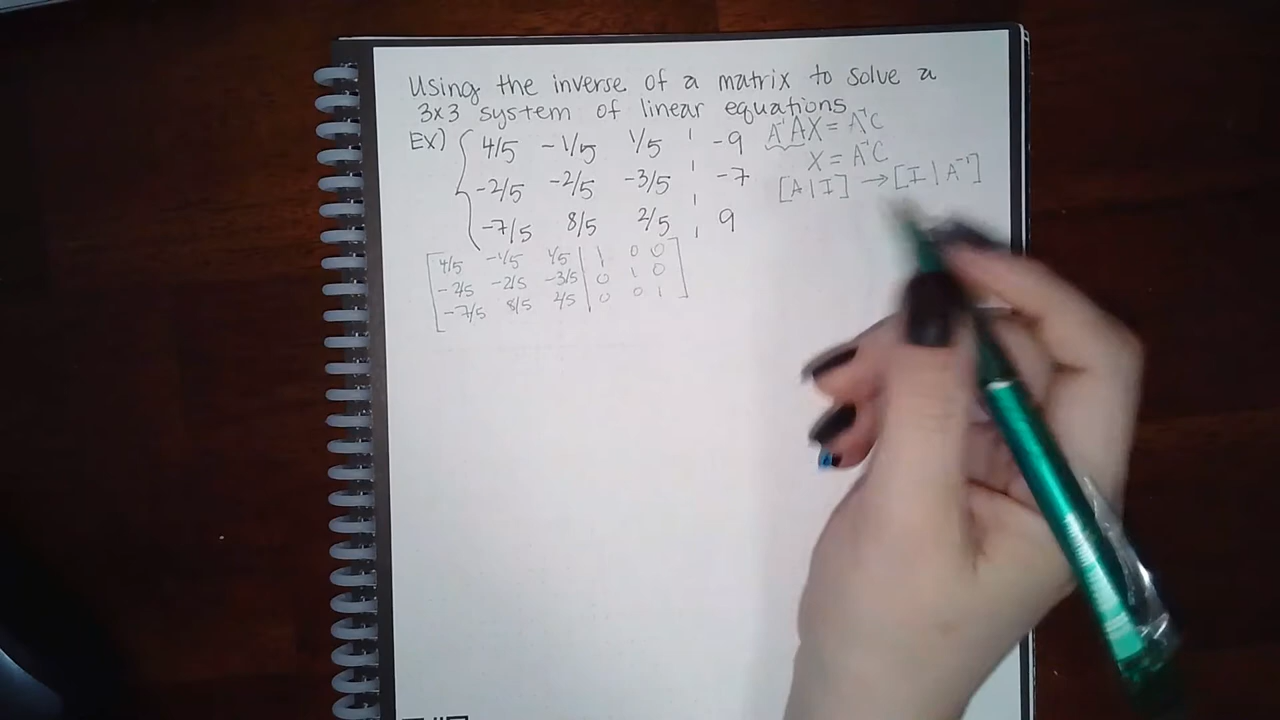 Using the inverse of a matrix to solve a
3x3 system of linear equations
EX) { 4/5 -1/5 1/5 | -9
-2/5 -2/5 -3/5 | -7
-7/5 8/5 2/5 | 9
A⁻¹AX = A⁻¹C
X = A⁻¹C
[A|I] → [I|A⁻¹]
[ 4/5 -1/5 1/5 | 1 0 0 ]
-2/5 -2/5 -3/5 | 0 1 0
-7/5 8/5 2/5 | 0 0 1